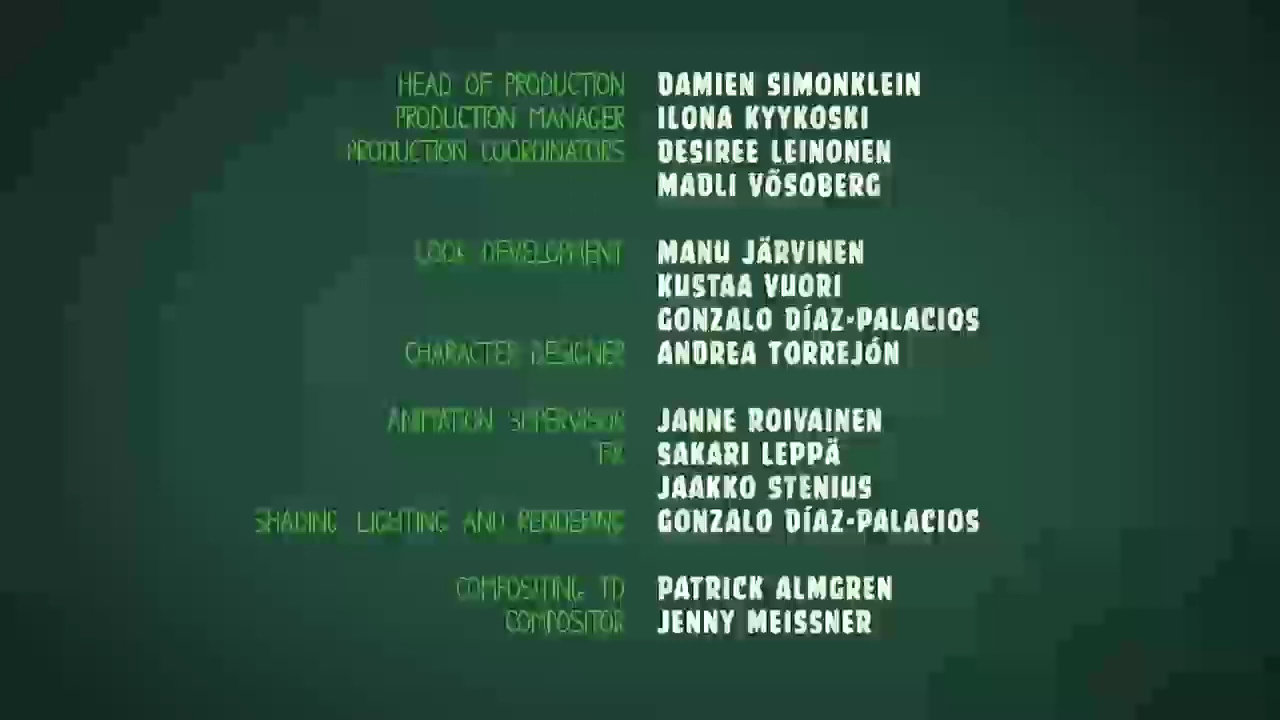 HEAD OF PRODUCTION DAMIEN SIMONKLEIN
PRODUCTION MANAGER ILONA KYYKOSKI
PRODUCTION COORDINATORS DESIREE LEINONEN
MADLI VÕSOBERG
LOOK DEVELOPMENT MANU JÄRVINEN
KUSTAA VUORI
GONZALO DÍAZ-PALACIOS
CHARACTER DESIGNER ANDREA TORREJÓN
ANIMATION SUPERVISOR JANNE ROIVAINEN
FX SAKARI LEPPÄ
JAAKKO STENIUS
SHADING LIGHTING AND RENDERING GONZALO DÍAZ-PALACIOS
COMPOSITING TD PATRICK ALMGREN
COMPOSITOR JENNY MEISSNER